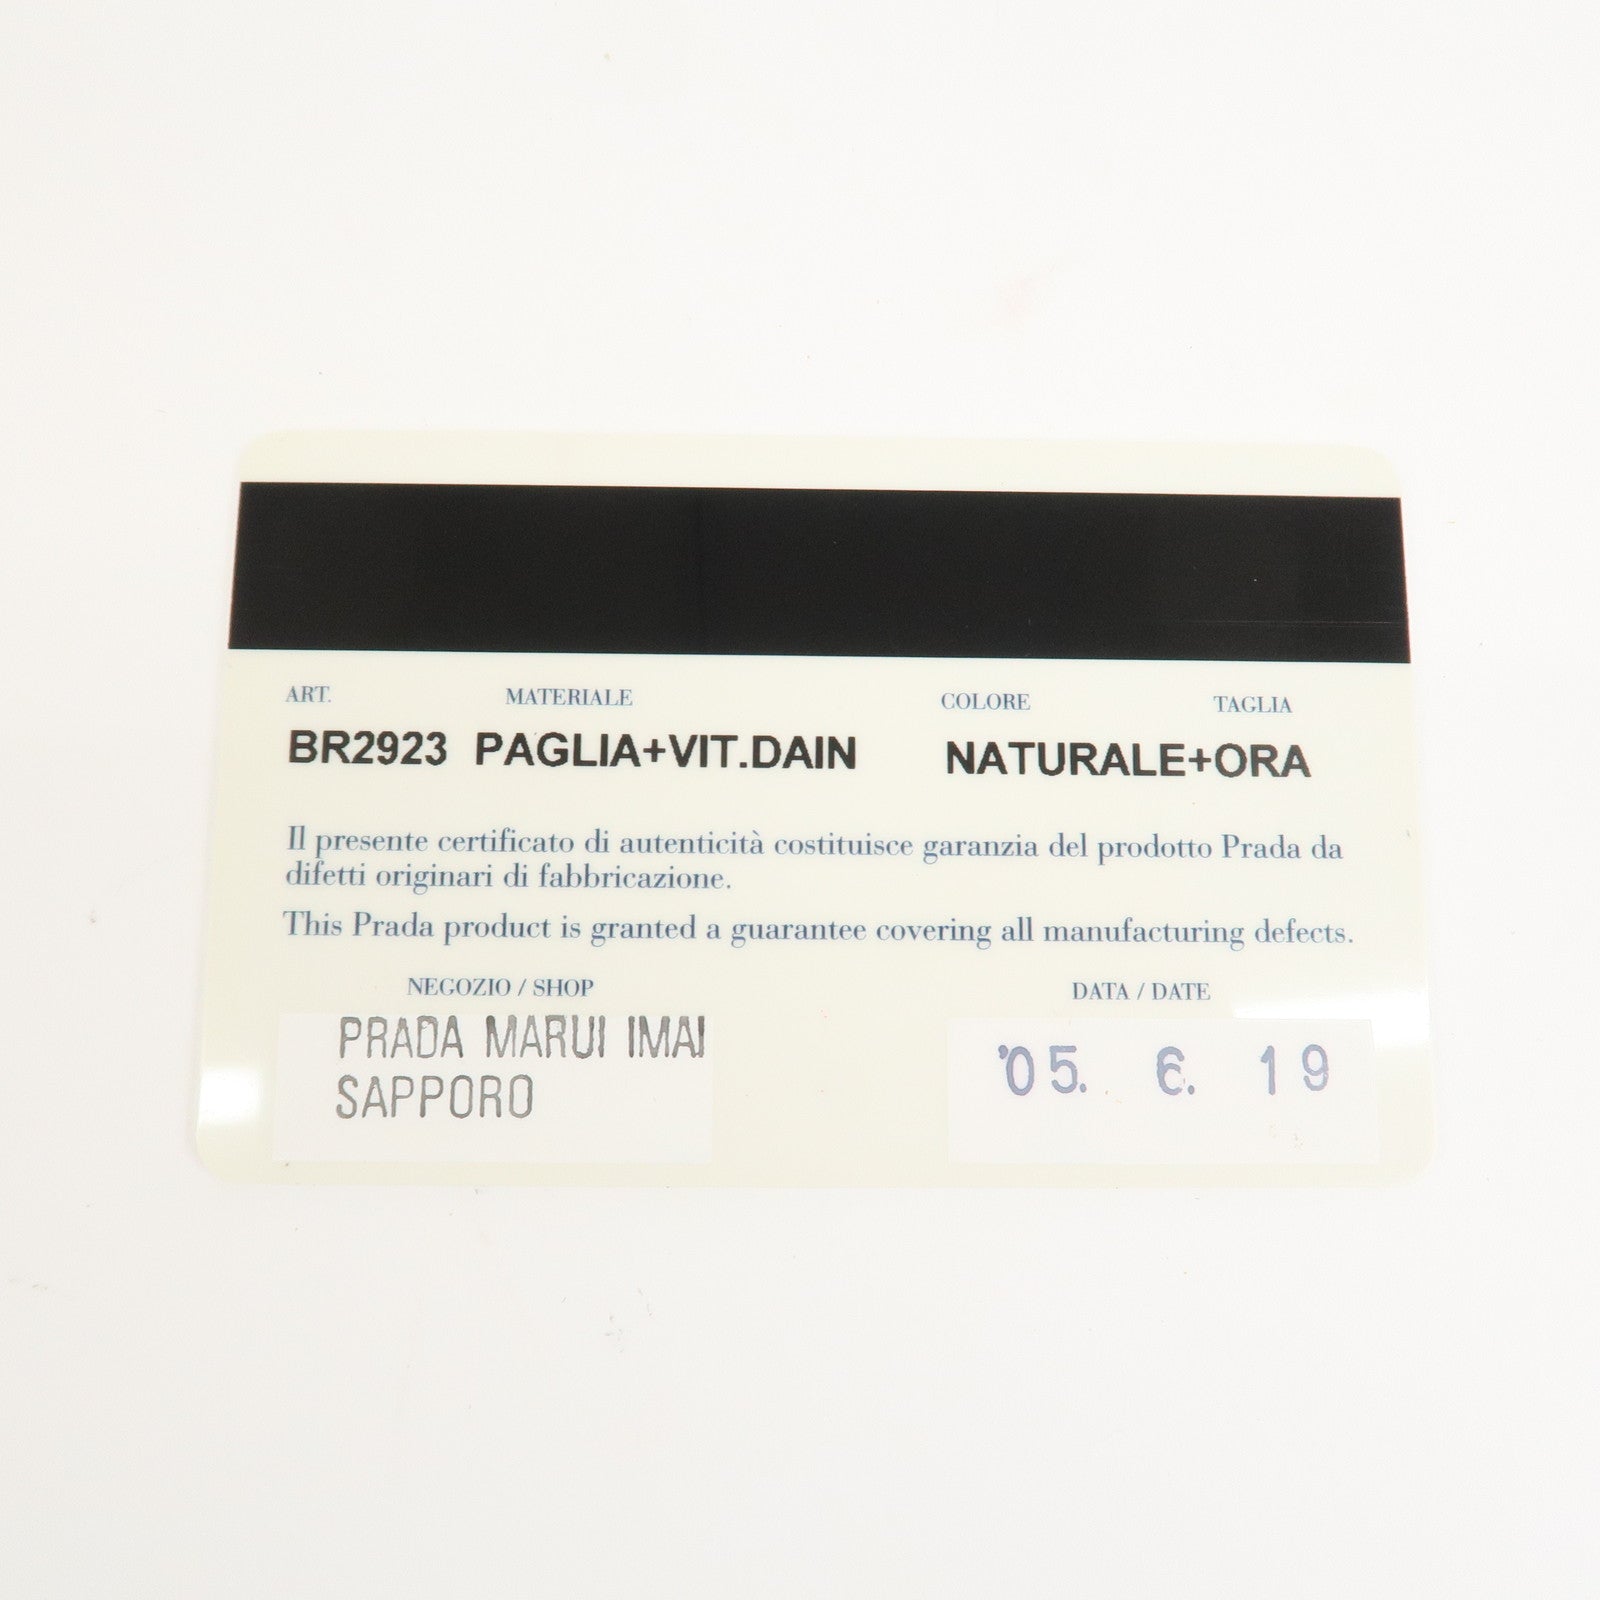 ART. MATERIALE COLORE TAGLIA
BR2923 PAGLIA+VIT.DAIN NATURALE+ORA
Il presente certificato di autenticità costituisce garanzia del prodotto Prada da
difetti originari di fabbricazione.
This Prada product is granted a guarantee covering all manufacturing defects.
NEGOZIO / SHOP DATA / DATE
PRADA MARUI IMAI
SAPPORO
'05. 6. 19